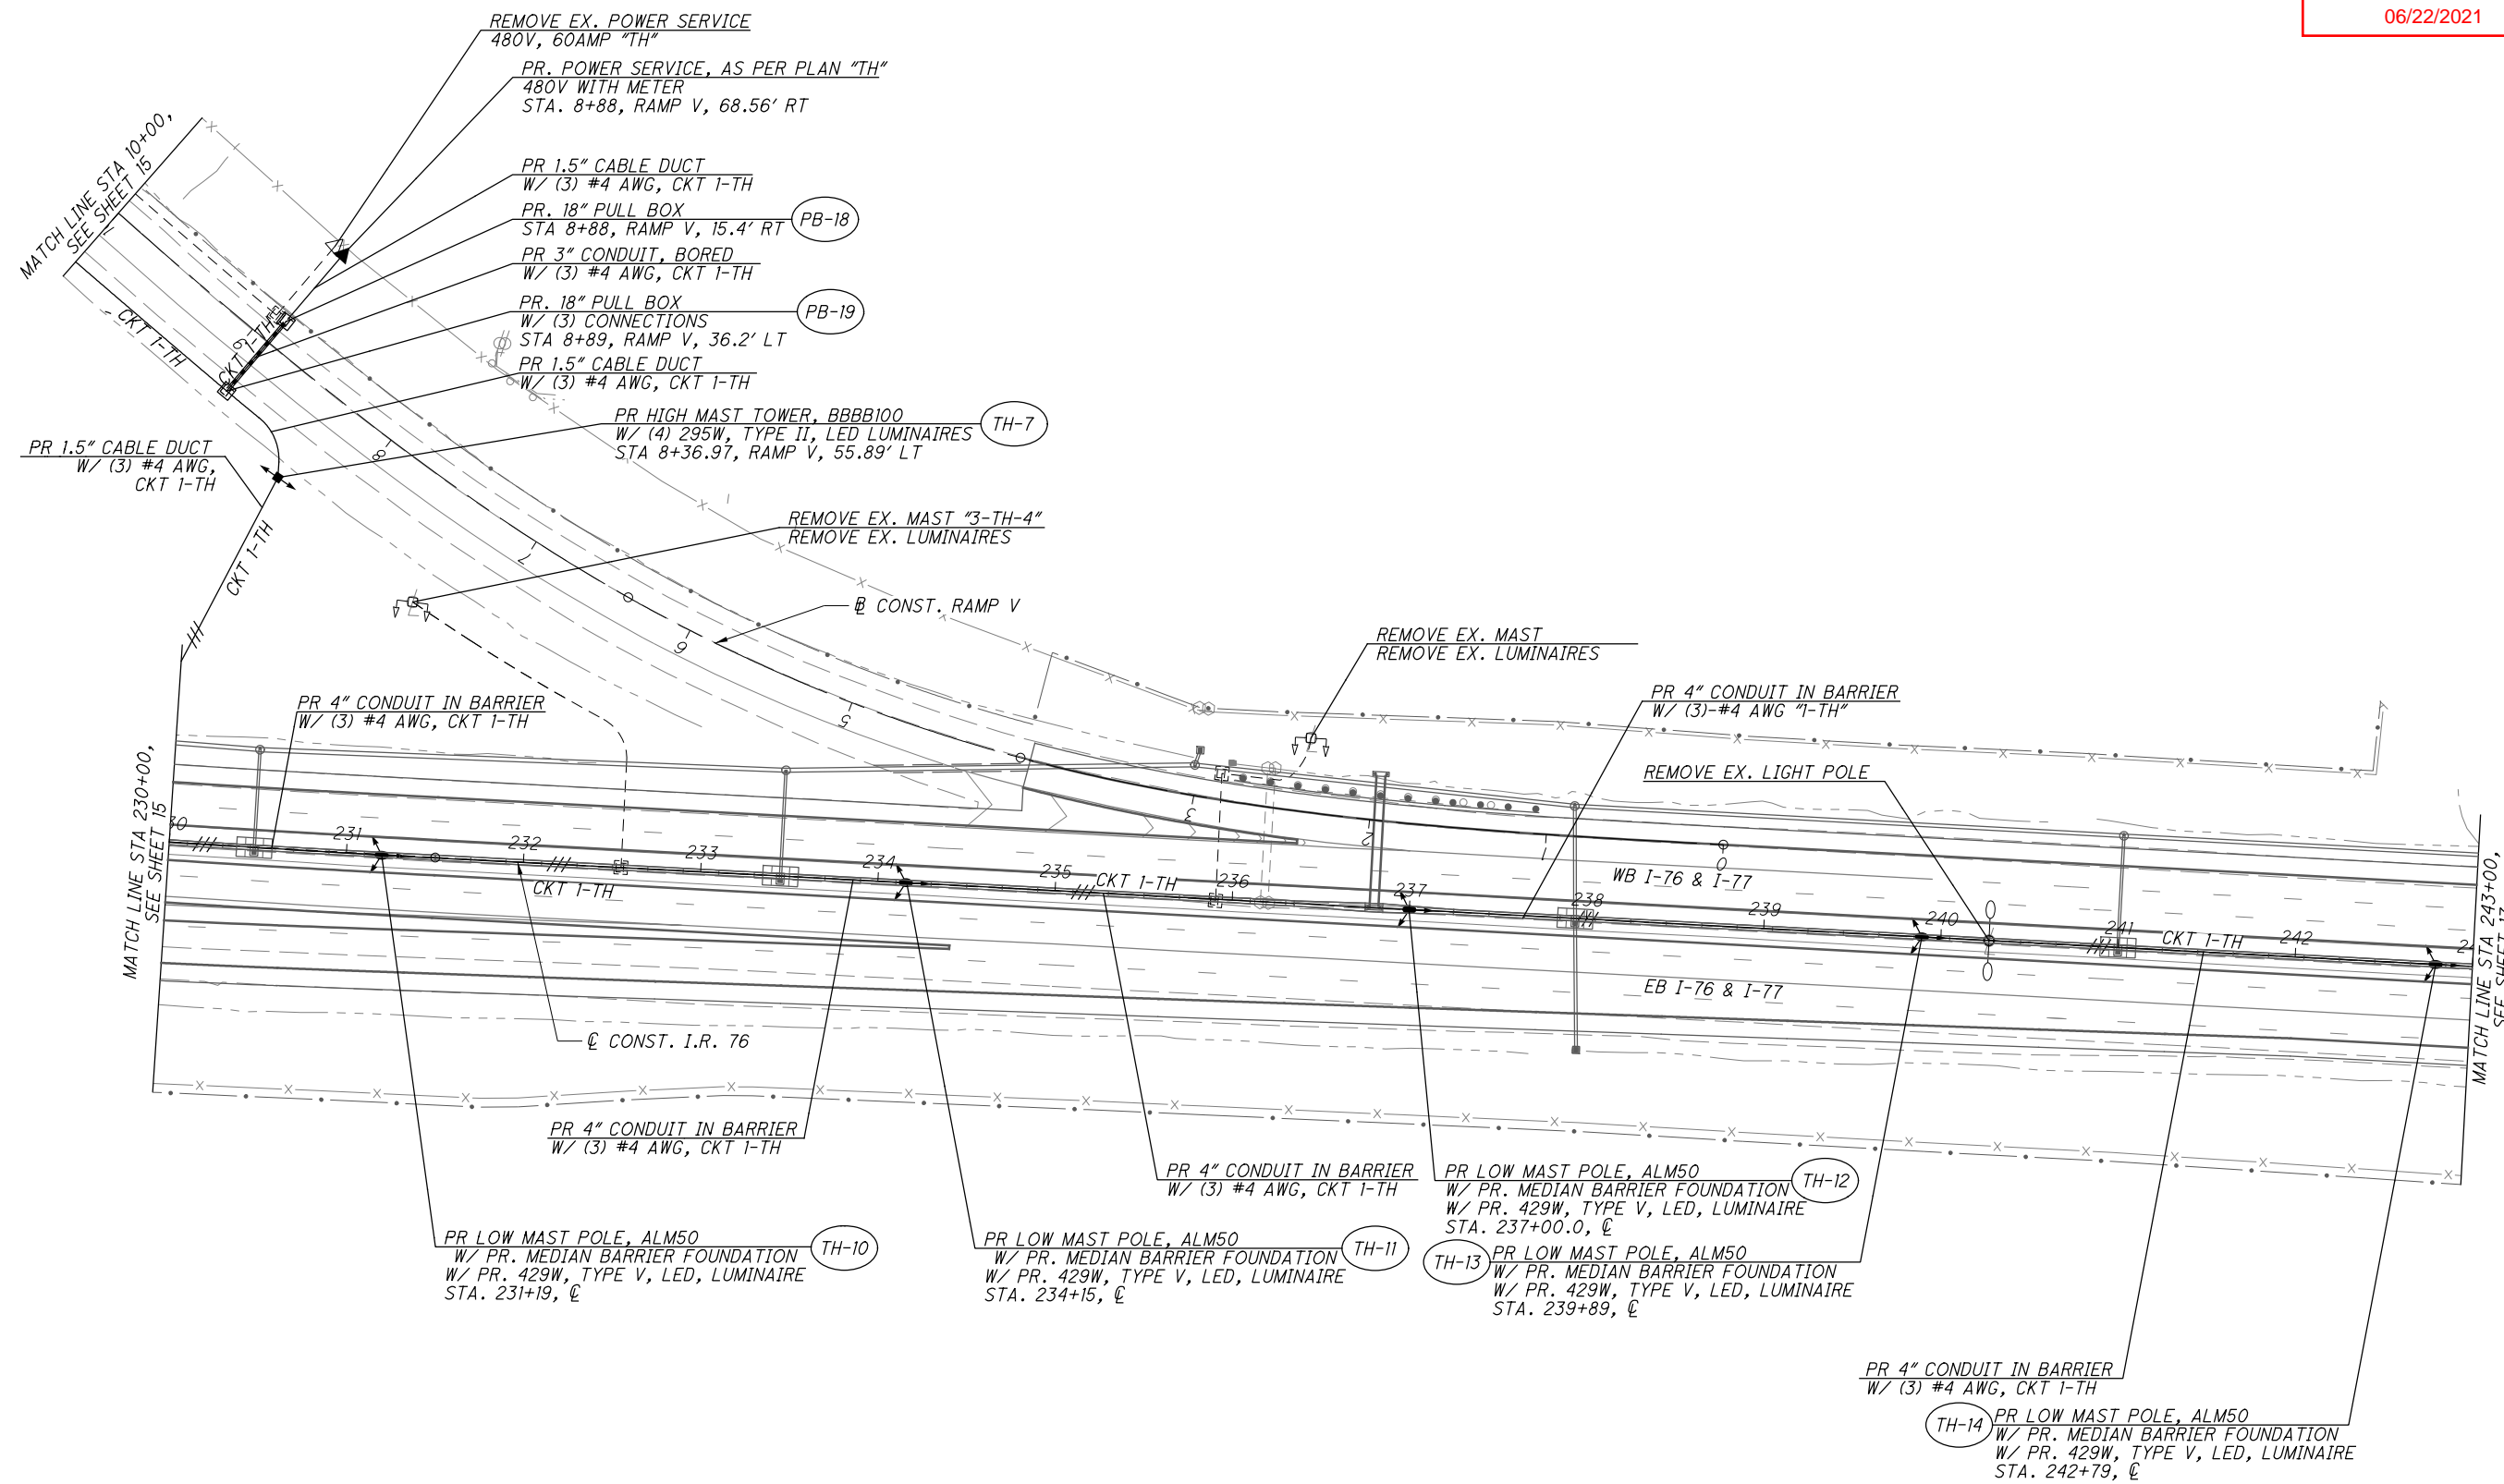 06/22/2021
REMOVE EX. POWER SERVICE
480V, 60AMP "TH"
PR. POWER SERVICE, AS PER PLAN "TH"
480V WITH METER
STA. 8+88, RAMP V, 68.56' RT
MATCH LINE STA 10+00,
SEE SHEET 15
PR 1.5" CABLE DUCT
W/ (3) #4 AWG, CKT 1-TH
PR. 18" PULL BOX
STA 8+88, RAMP V, 15.4' RT
PB-18
PR 3" CONDUIT, BORED
W/ (3) #4 AWG, CKT 1-TH
PR. 18" PULL BOX
W/ (3) CONNECTIONS
STA 8+89, RAMP V, 36.2' LT
PB-19
PR 1.5" CABLE DUCT
W/ (3) #4 AWG, CKT 1-TH
CKT 1-TH
CKT 1-TH
9
PR HIGH MAST TOWER, BBBB100
W/ (4) 295W, TYPE II, LED LUMINAIRES
STA 8+36.97, RAMP V, 55.89' LT
TH-7
PR 1.5" CABLE DUCT
W/ (3) #4 AWG,
CKT 1-TH
8
CKT 1-TH
7
REMOVE EX. MAST "3-TH-4"
REMOVE EX. LUMINAIRES
CONST. RAMP V
6
REMOVE EX. MAST
REMOVE EX. LUMINAIRES
PR 4" CONDUIT IN BARRIER
W/ (3) #4 AWG, CKT 1-TH
5
PR 4" CONDUIT IN BARRIER
W/ (3)-#4 AWG "1-TH"
REMOVE EX. LIGHT POLE
MATCH LINE STA 230+00,
SEE SHEET 15
3
2
1
0
30
231
232
233
234
235
236
237
238
239
240
241
242
CKT 1-TH
CKT 1-TH
CKT 1-TH
WB I-76 & I-77
EB I-76 & I-77
MATCH LINE STA 243+00,
SEE SHEET
℄ CONST. I.R. 76
PR 4" CONDUIT IN BARRIER
W/ (3) #4 AWG, CKT 1-TH
PR 4" CONDUIT IN BARRIER
W/ (3) #4 AWG, CKT 1-TH
PR LOW MAST POLE, ALM50
W/ PR. MEDIAN BARRIER FOUNDATION
W/ PR. 429W, TYPE V, LED, LUMINAIRE
STA. 237+00.0, ℄
TH-12
PR LOW MAST POLE, ALM50
W/ PR. MEDIAN BARRIER FOUNDATION
W/ PR. 429W, TYPE V, LED, LUMINAIRE
STA. 231+19, ℄
TH-10
PR LOW MAST POLE, ALM50
W/ PR. MEDIAN BARRIER FOUNDATION
W/ PR. 429W, TYPE V, LED, LUMINAIRE
STA. 234+15, ℄
TH-11
TH-13
PR LOW MAST POLE, ALM50
W/ PR. MEDIAN BARRIER FOUNDATION
W/ PR. 429W, TYPE V, LED, LUMINAIRE
STA. 239+89, ℄
PR 4" CONDUIT IN BARRIER
W/ (3) #4 AWG, CKT 1-TH
TH-14
PR LOW MAST POLE, ALM50
W/ PR. MEDIAN BARRIER FOUNDATION
W/ PR. 429W, TYPE V, LED, LUMINAIRE
STA. 242+79, ℄